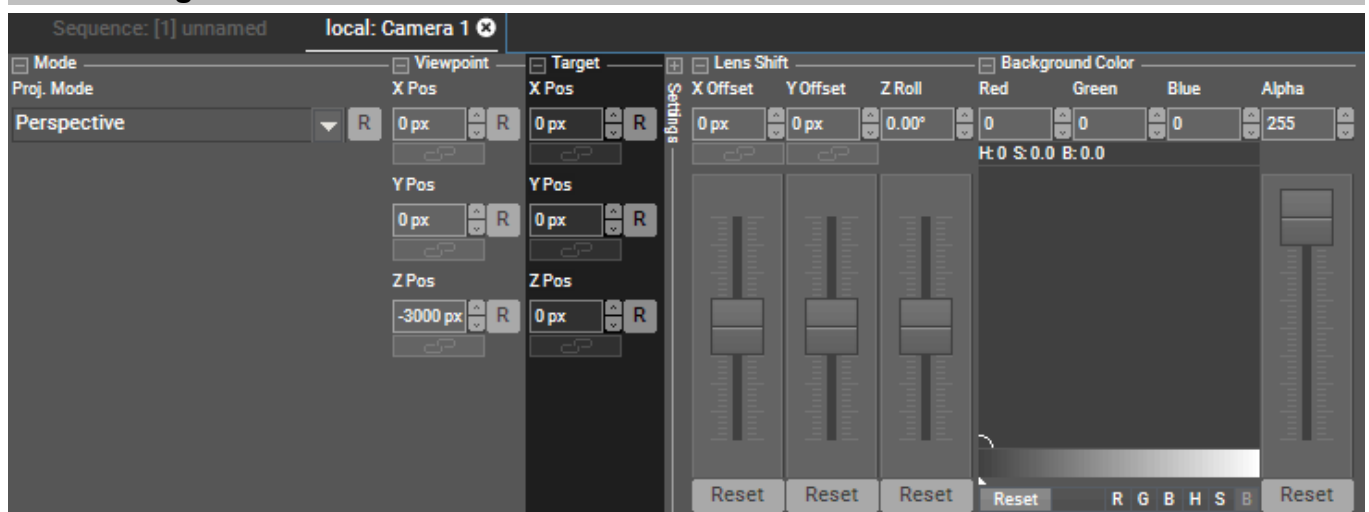 Sequence: [1] unnamed local: Camera 1
Mode Viewpoint Target Lens Shift Background Color
Proj. Mode X Pos X Pos Settings X Offset Y Offset Z Roll Red Green Blue Alpha
Perspective R 0 px R 0 px R 0 px 0 px 0.00° 0 0 0 255
H: 0 S: 0.0 B: 0.0
Y Pos Y Pos
0 px R 0 px R
Z Pos Z Pos
-3000 px R 0 px R
Reset Reset Reset Reset R G B H S B Reset